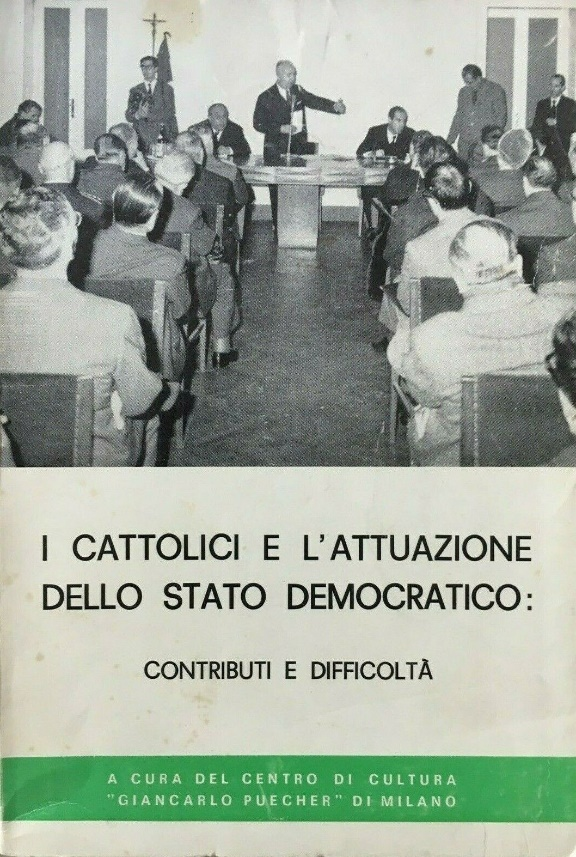 I CATTOLICI E L'ATTUAZIONE
DELLO STATO DEMOCRATICO:
CONTRIBUTI E DIFFICOLTÀ
A CURA DEL CENTRO DI CULTURA
"GIANCARLO PUECHER" DI MILANO